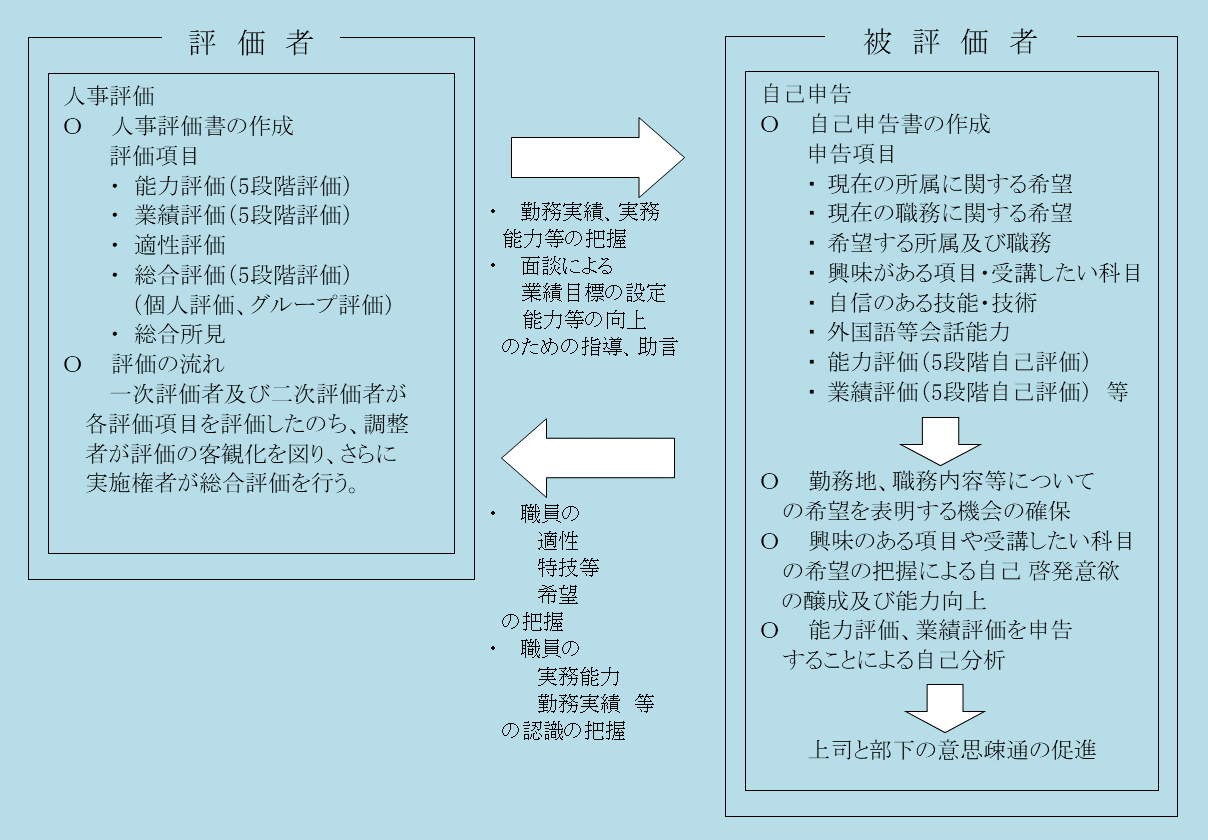 評 価 者
人事評価
○ 人事評価書の作成
評価項目
・ 能力評価(5段階評価)
・ 業績評価(5段階評価)
・ 適性評価
・ 総合評価(5段階評価)
(個人評価、グループ評価)
・ 総合所見
○ 評価の流れ
一次評価者及び二次評価者が
各評価項目を評価したのち、調整
者が評価の客観化を図り、さらに
実施権者が総合評価を行う。
・ 勤務実績、実務
能力等の把握
・ 面談による
業績目標の設定
能力等の向上
のための指導、助言
・ 職員の
適性
特技等
希望
の把握
・ 職員の
実務能力
勤務実績 等
の認識の把握
被 評 価 者
自己申告
○ 自己申告書の作成
申告項目
・ 現在の所属に関する希望
・ 現在の職務に関する希望
・ 希望する所属及び職務
・ 興味がある項目・受講したい科目
・ 自信のある技能・技術
・ 外国語等会話能力
・ 能力評価(5段階自己評価)
・ 業績評価(5段階自己評価) 等
○ 勤務地、職務内容等について
の希望を表明する機会の確保
○ 興味のある項目や受講したい科目
の希望の把握による自己 啓発意欲
の醸成及び能力向上
○ 能力評価、業績評価を申告
することによる自己分析
上司と部下の意思疎通の促進